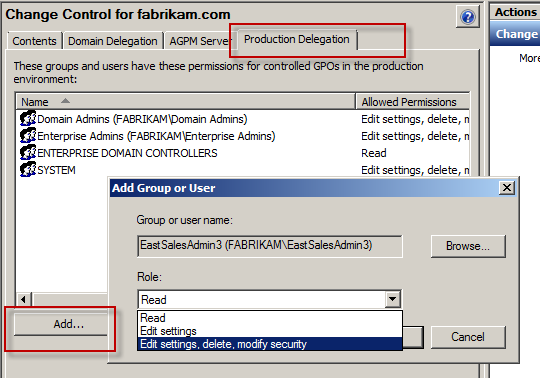 Change Control for fabrikam.com
Actions
Contents Domain Delegation AGPM Server Production Delegation
Change
More
These groups and users have these permissions for controlled GPOs in the production
environment:
Name Allowed Permissions
Domain Admins (FABRIKAM\Domain Admins) Edit settings, delete, m
Enterprise Admins (FABRIKAM\Enterprise Admins) Edit settings, delete, m
ENTERPRISE DOMAIN CONTROLLERS Read
SYSTEM Edit settings, delete, m
Add Group or User
Group or user name:
EastSalesAdmin3 (FABRIKAM\EastSalesAdmin3) Browse...
Role:
Read
Read
Edit settings
Edit settings, delete, modify security
Add...
Cancel